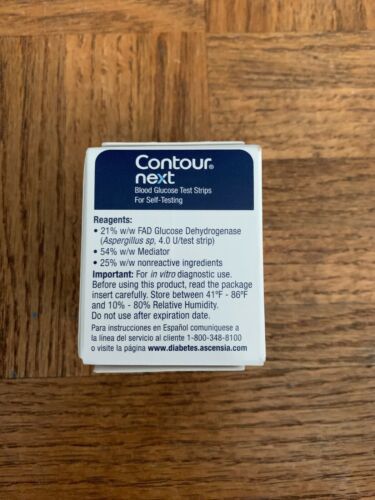 Contour®
next
Blood Glucose Test Strips
For Self-Testing
Reagents:
• 21% w/w FAD Glucose Dehydrogenase
(Aspergillus sp, 4.0 U/test strip)
• 54% w/w Mediator
• 25% w/w nonreactive ingredients
Important: For in vitro diagnostic use.
Before using this product, read the package
insert carefully. Store between 41°F - 86°F
and 10% - 80% Relative Humidity.
Do not use after expiration date.
Para instrucciones en Español comuniquese a
la línea del servicio al cliente 1-800-348-8100
o visite la página www.diabetes.ascensia.com